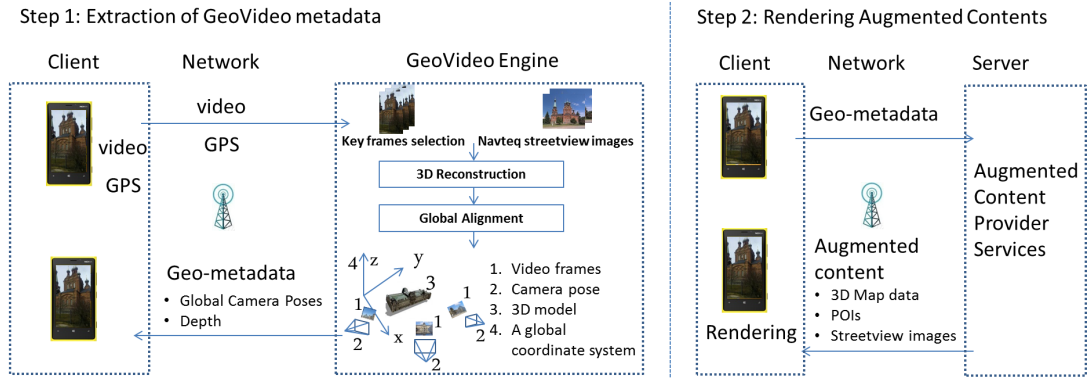 Step 1: Extraction of GeoVideo metadata
Client
Network
GeoVideo Engine
video
GPS
video
GPS
Key frames selection
Navteq streetview images
3D Reconstruction
Global Alignment
Geo-metadata
• Global Camera Poses
• Depth
4
z
y
x
3
1
2
1
2
1
2
1. Video frames
2. Camera pose
3. 3D model
4. A global
coordinate system
Step 2: Rendering Augmented Contents
Client
Network
Server
Geo-metadata
Augmented
Content
Provider
Services
Augmented
content
• 3D Map data
• POIs
• Streetview images
Rendering